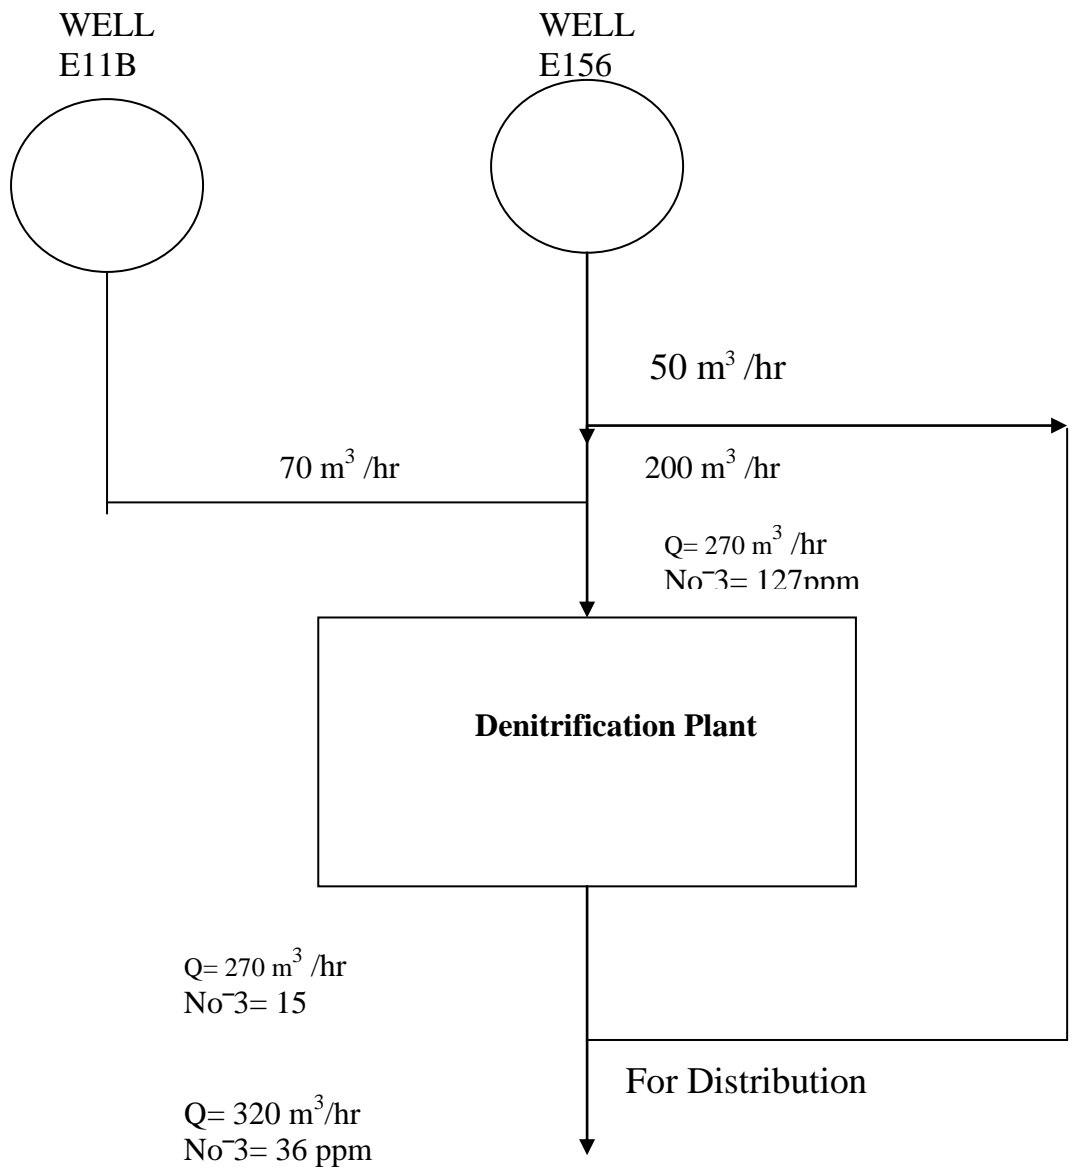 WELL
E11B
WELL
E156
50 m³ /hr
70 m³ /hr
200 m³ /hr
Q= 270 m³ /hr
No⁻3= 127ppm
Denitrification Plant
Q= 270 m³ /hr
No⁻3= 15
For Distribution
Q= 320 m³/hr
No⁻3= 36 ppm